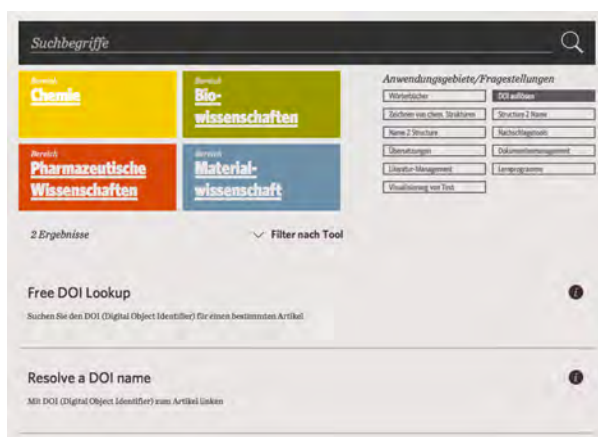 Suchbegriffe
Bereich
Chemie
Bereich
Bio-
wissenschaften
Bereich
Pharmazeutische
Wissenschaften
Bereich
Material-
wissenschaft
Anwendungsgebiete/Fragestellungen
Wörterbücher
DOI auflösen
Zeichnen von chem. Strukturen
Structure 2 Name
Name 2 Structure
Nachschlagetools
Übersetzungen
Dokumentenmanagement
Literatur-Management
Lernprogramme
Visualisierung von Text
2 Ergebnisse
Filter nach Tool
Free DOI Lookup
Suchen Sie den DOI (Digital Object Identifier) für einen bestimmten Artikel
Resolve a DOI name
Mit DOI (Digital Object Identifier) zum Artikel linken